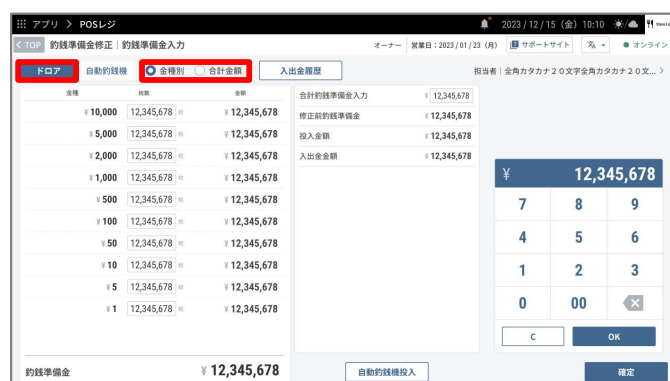 アプリ > POSレジ 2023 / 12 / 15 (金) 10:10
< TOP 釣銭準備金修正 | 釣銭準備金入力 オーナー 営業日 : 2023 / 01 / 23 (月) サポートサイト オンライン
ドロア 自動釣銭機 金種別 合計金額 入出金履歴 担当者 | 全角カタカナ20文字全角カタカナ20文... >
金種 枚数 金額
¥ 10,000 12,345,678 枚 ¥ 12,345,678
¥ 5,000 12,345,678 枚 ¥ 12,345,678
¥ 2,000 12,345,678 枚 ¥ 12,345,678
¥ 1,000 12,345,678 枚 ¥ 12,345,678
¥ 500 12,345,678 枚 ¥ 12,345,678
¥ 100 12,345,678 枚 ¥ 12,345,678
¥ 50 12,345,678 枚 ¥ 12,345,678
¥ 10 12,345,678 枚 ¥ 12,345,678
¥ 5 12,345,678 枚 ¥ 12,345,678
¥ 1 12,345,678 枚 ¥ 12,345,678
釣銭準備金 ¥ 12,345,678
合計釣銭準備金入力 ¥ 12,345,678
修正前釣銭準備金 ¥ 12,345,678
投入金額 ¥ 12,345,678
入出金金額 ¥ 12,345,678
自動釣銭機投入
¥ 12,345,678
7 8 9
4 5 6
1 2 3
0 00
C OK
確定